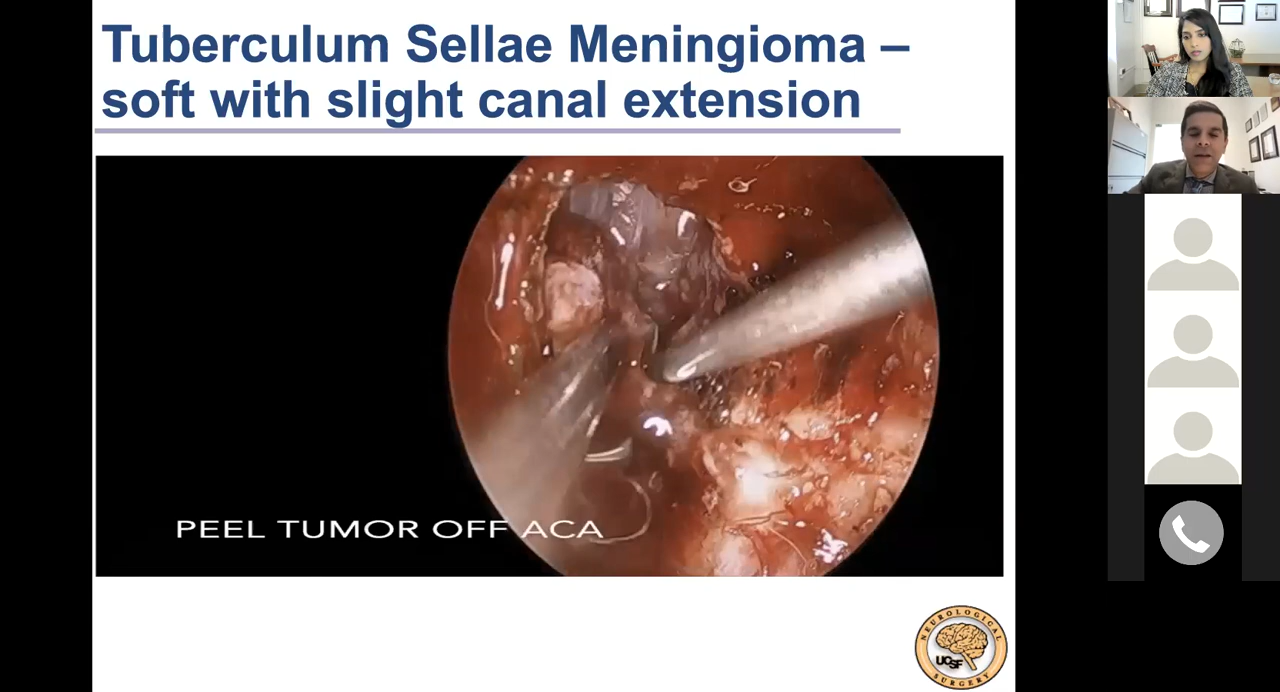 Tuberculum Sellae Meningioma –
soft with slight canal extension
PEEL TUMOR OFF ACA
NEUROLOGICAL
UCSF
SURGERY